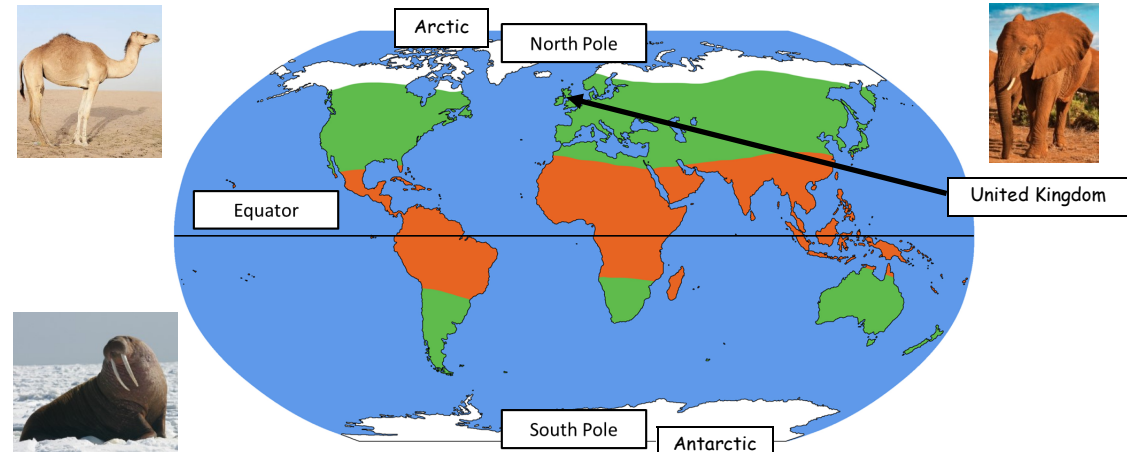 Arctic
North Pole
United Kingdom
Equator
South Pole
Antarctic